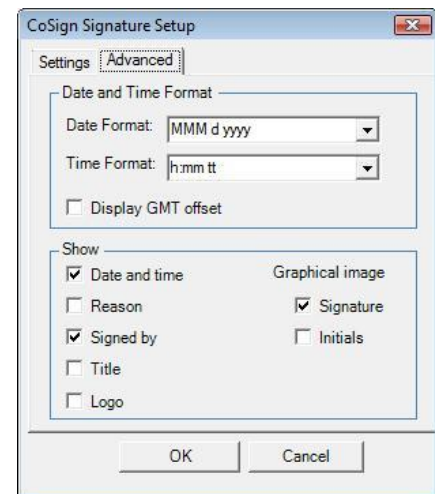 CoSign Signature Setup
Settings Advanced
Date and Time Format
Date Format: MMM d yyyy
Time Format: h:mm tt
Display GMT offset
Show
Date and time Graphical image
Reason Signature
Signed by Initials
Title
Logo
OK Cancel